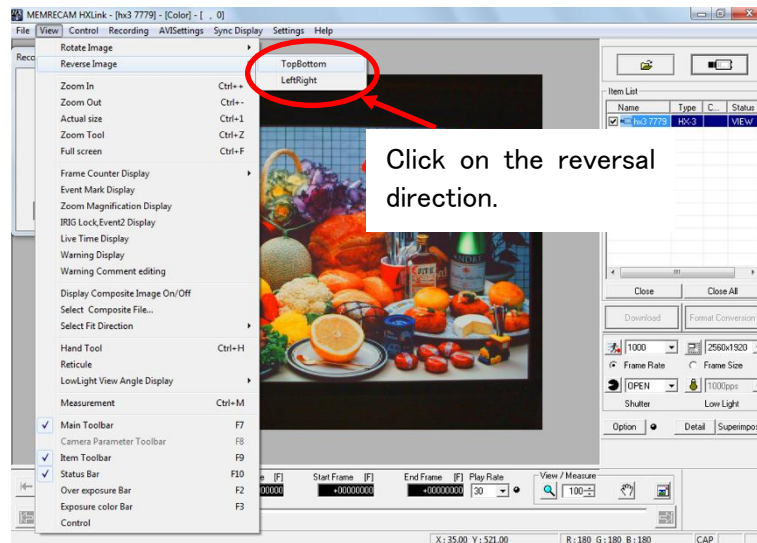 MEMRECAM HXLink - [hx3 7779] - [Color] - [ , 0]
File View Control Recording AVISettings Sync Display Settings Help
Rotate Image
Reverse Image
TopBottom
LeftRight
Zoom In Ctrl++
Zoom Out Ctrl+-
Actual size Ctrl+1
Zoom Tool Ctrl+Z
Full screen Ctrl+F
Frame Counter Display
Event Mark Display
Zoom Magnification Display
IRIG Lock,Event2 Display
Live Time Display
Warning Display
Warning Comment editing
Display Composite Image On/Off
Select Composite File...
Select Fit Direction
Hand Tool Ctrl+H
Reticule
LowLight View Angle Display
Measurement Ctrl+M
Main Toolbar F7
Camera Parameter Toolbar F8
Item Toolbar F9
Status Bar F10
Over exposure Bar F2
Exposure color Bar F3
Control
Click on the reversal
direction.
Item List
Name Type C... Status
hx3 7779 HX-3 VIEW
Close Close All
Download Format Conversion
1000 2560x1920
Frame Rate Frame Size
OPEN 1000pps
Shutter Low Light
Option Detail Superimpos
[F] Start Frame [F] End Frame [F] Play Rate View / Measure
00000 +00000000 +00000000 30 100
X : 35.00 Y : 521.00 R : 180 G : 180 B : 180 CAP